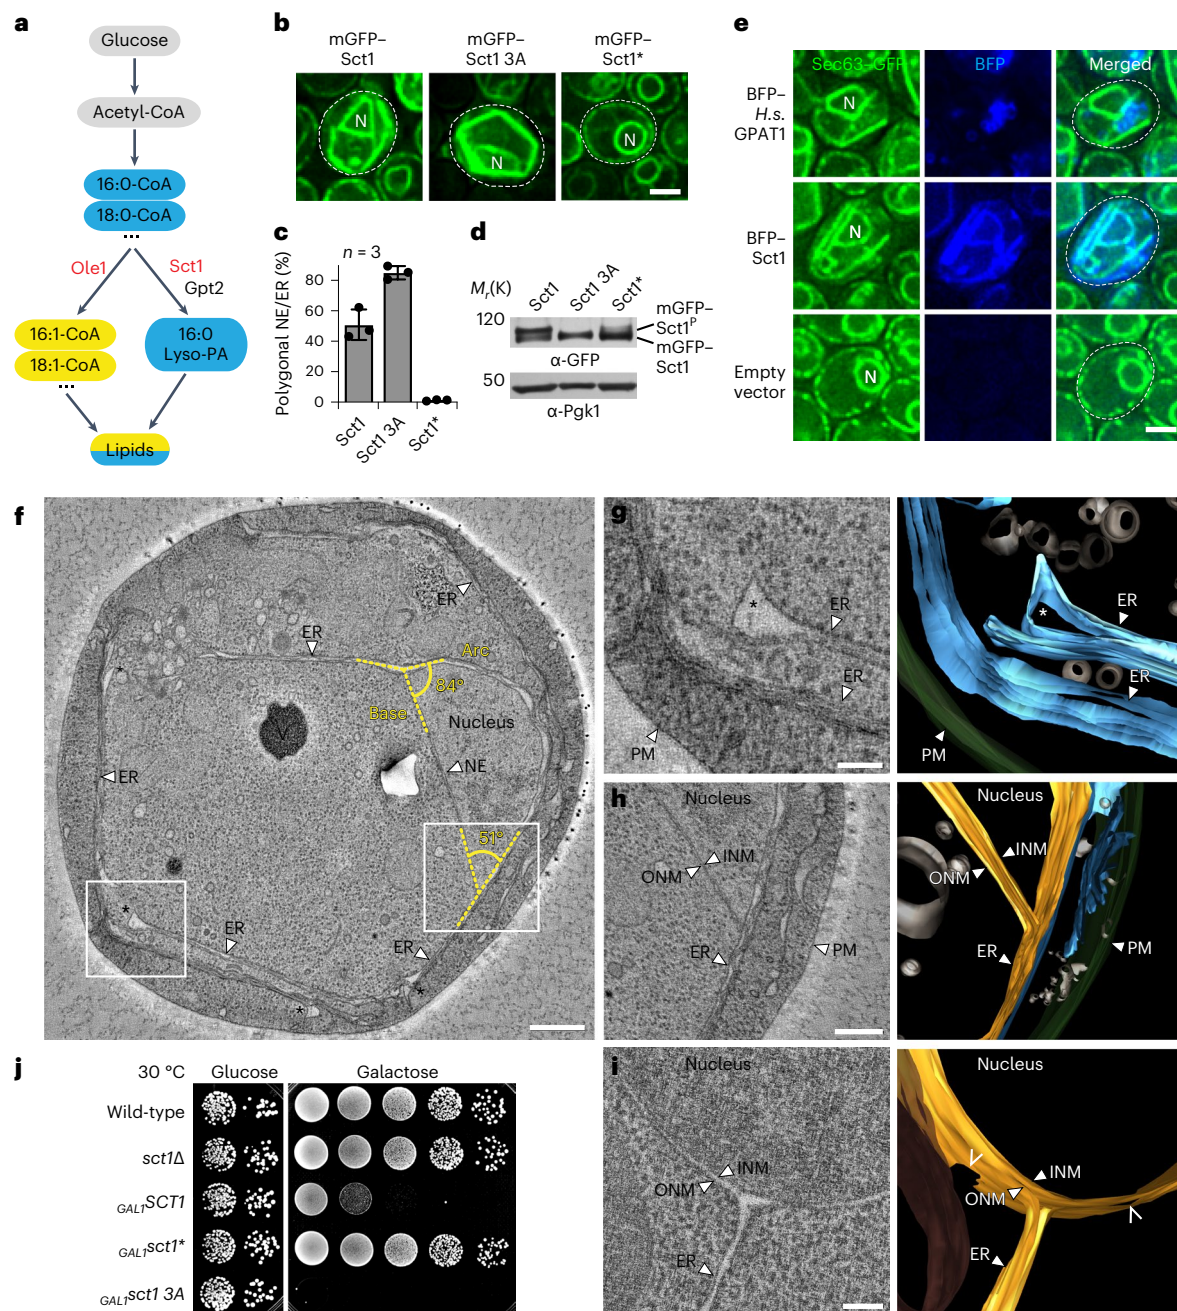 a
Glucose
Acetyl-CoA
16:0-CoA
18:0-CoA
...
Ole1
Sct1
Gpt2
16:1-CoA
18:1-CoA
...
16:0
Lyso-PA
Lipids
b
mGFP–
Sct1
mGFP–
Sct1 3A
mGFP–
Sct1*
N
N
N
c
n = 3
Polygonal NE/ER (%)
80
60
40
20
0
Sct1
Sct1 3A
Sct1*
d
Mr(K)
Sct1
Sct1 3A
Sct1*
120
mGFP–
Sct1P
mGFP–
Sct1
α-GFP
50
α-Pgk1
e
Sec63–GFP
BFP
Merged
BFP–
H.s.
GPAT1
N
BFP–
Sct1
N
Empty
vector
N
f
ER
ER
Arc
*
84°
Base
Nucleus
V
ER
NE
51°
*
ER
ER
*
*
g
*
ER
ER
PM
ER
*
ER
PM
h
Nucleus
INM
ONM
ER
PM
Nucleus
INM
ONM
ER
PM
i
Nucleus
INM
ONM
ER
Nucleus
INM
ONM
ER
j
30 °C
Glucose
Galactose
Wild-type
sct1Δ
GAL1SCT1
GAL1sct1*
GAL1sct1 3A